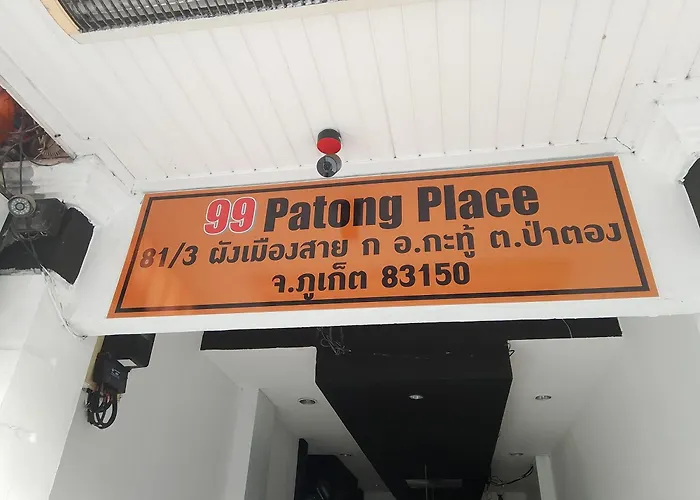 99 Patong Place
81/3 ผังเมืองสาย ก อ.กะทู้ ต.ป่าตอง
จ.ภูเก็ต 83150